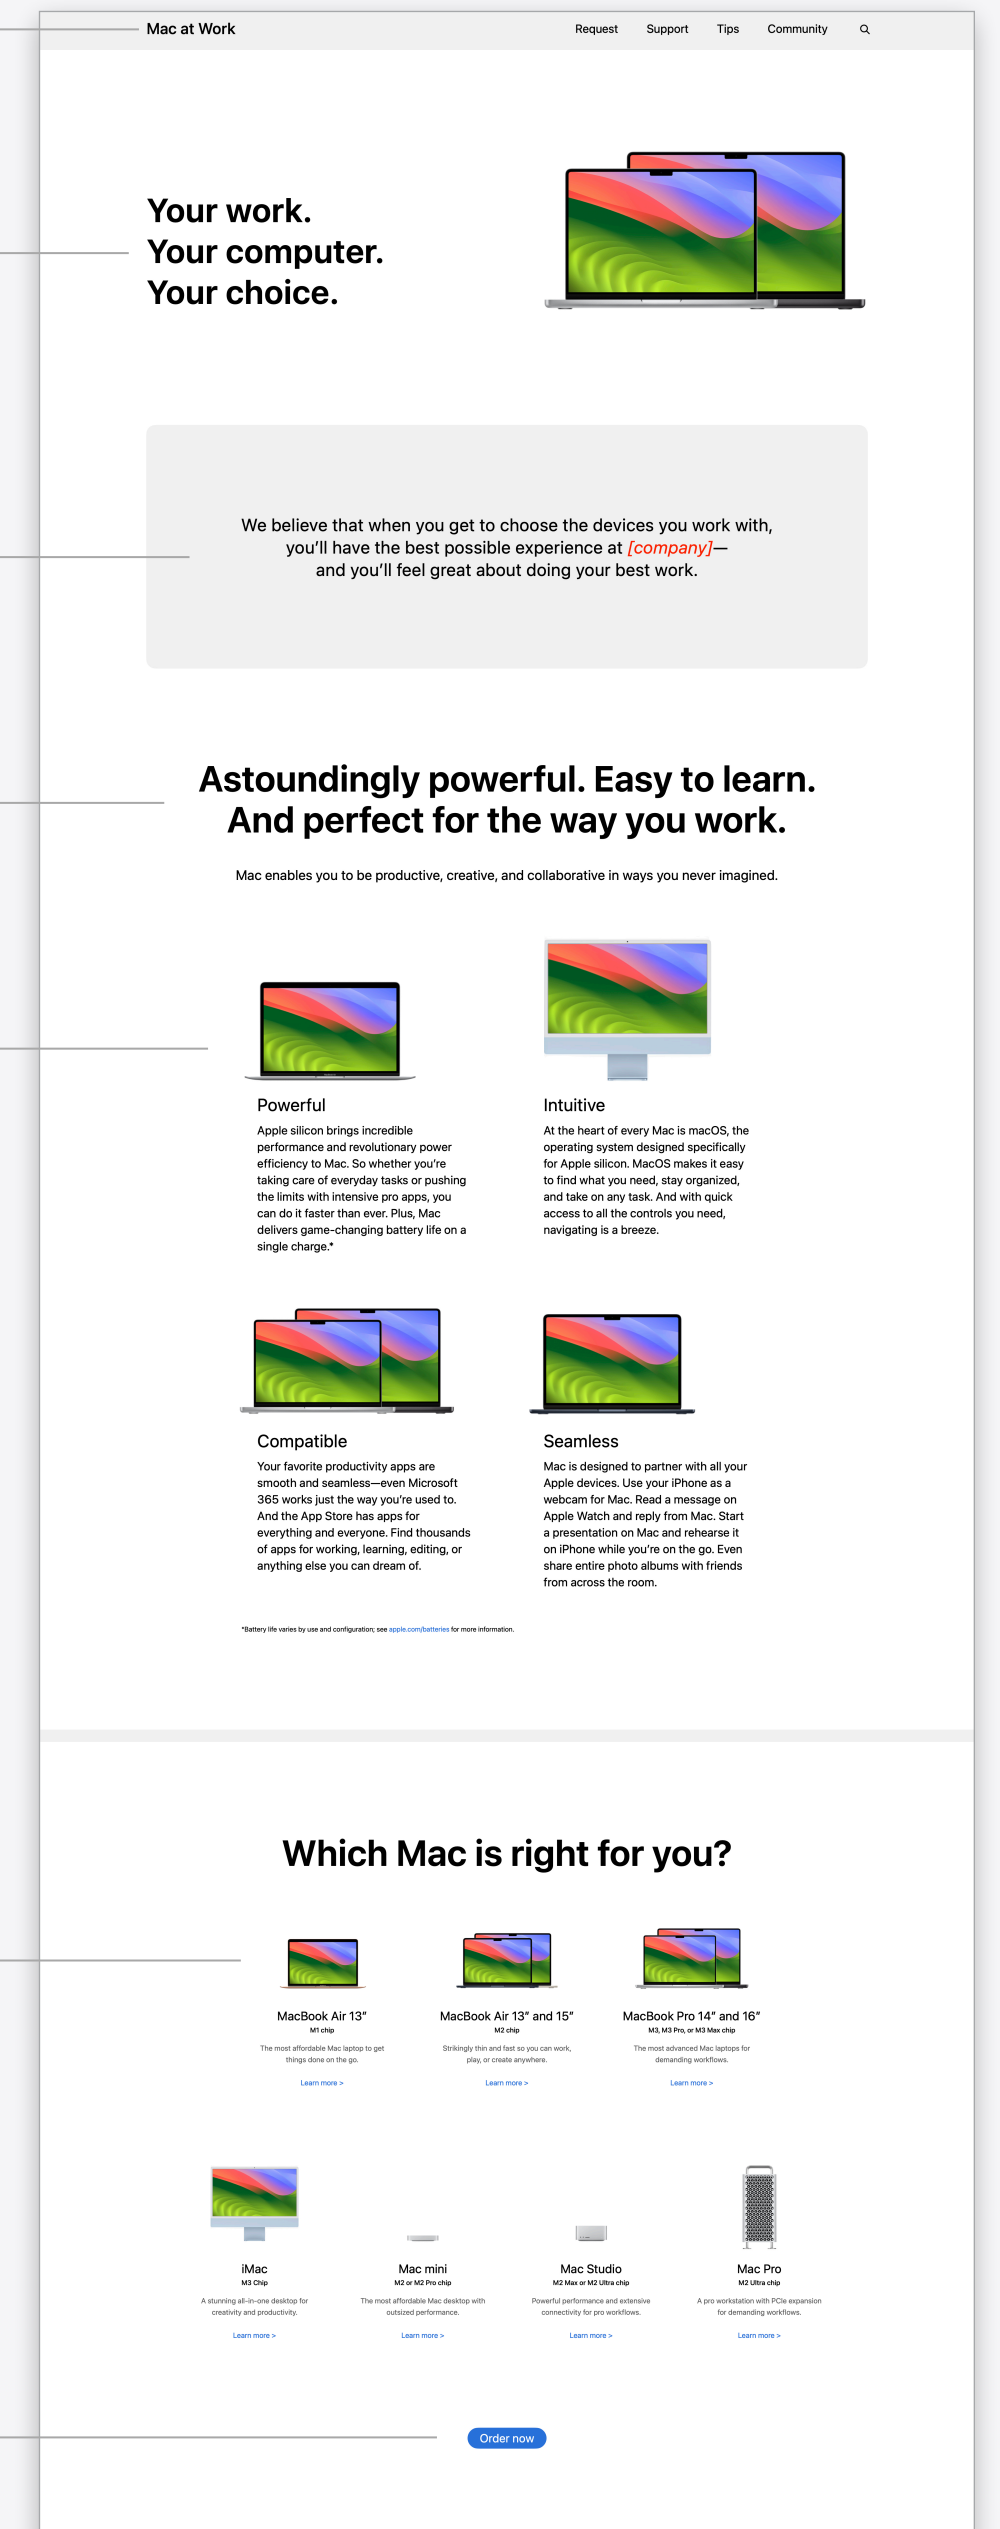 Mac at Work
Request Support Tips Community
Your work.
Your computer.
Your choice.
We believe that when you get to choose the devices you work with,
you’ll have the best possible experience at [company]—
and you’ll feel great about doing your best work.
Astoundingly powerful. Easy to learn.
And perfect for the way you work.
Mac enables you to be productive, creative, and collaborative in ways you never imagined.
Powerful
Apple silicon brings incredible
performance and revolutionary power
efficiency to Mac. So whether you’re
taking care of everyday tasks or pushing
the limits with intensive pro apps, you
can do it faster than ever. Plus, Mac
delivers game-changing battery life on a
single charge.*
Intuitive
At the heart of every Mac is macOS, the
operating system designed specifically
for Apple silicon. MacOS makes it easy
to find what you need, stay organized,
and take on any task. And with quick
access to all the controls you need,
navigating is a breeze.
Compatible
Your favorite productivity apps are
smooth and seamless—even Microsoft
365 works just the way you’re used to.
And the App Store has apps for
everything and everyone. Find thousands
of apps for working, learning, editing, or
anything else you can dream of.
Seamless
Mac is designed to partner with all your
Apple devices. Use your iPhone as a
webcam for Mac. Read a message on
Apple Watch and reply from Mac. Start
a presentation on Mac and rehearse it
on iPhone while you’re on the go. Even
share entire photo albums with friends
from across the room.
*Battery life varies by use and configuration; see apple.com/batteries for more information.
Which Mac is right for you?
MacBook Air 13”
M1 chip
The most affordable Mac laptop to get
things done on the go.
Learn more >
MacBook Air 13” and 15”
M2 chip
Strikingly thin and fast so you can work,
play, or create anywhere.
Learn more >
MacBook Pro 14” and 16”
M3, M3 Pro, or M3 Max chip
The most advanced Mac laptops for
demanding workflows.
Learn more >
iMac
M3 Chip
A stunning all-in-one desktop for
creativity and productivity.
Learn more >
Mac mini
M2 or M2 Pro chip
The most affordable Mac desktop with
outsized performance.
Learn more >
Mac Studio
M2 Max or M2 Ultra chip
Powerful performance and extensive
connectivity for pro workflows.
Learn more >
Mac Pro
M2 Ultra chip
A pro workstation with PCIe expansion
for demanding workflows.
Learn more >
Order now